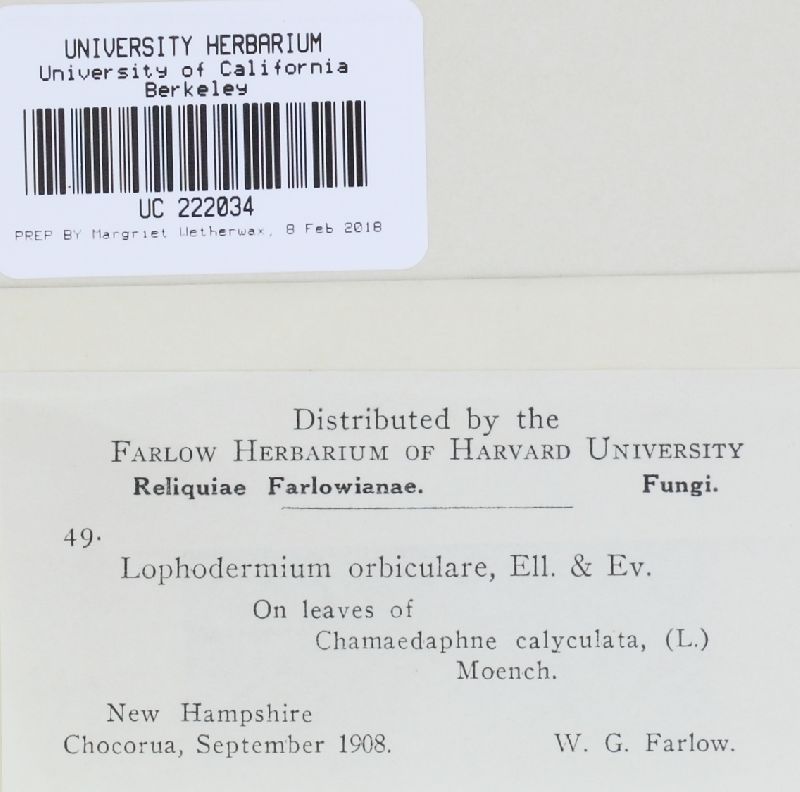 UNIVERSITY HERBARIUM
University of California
Berkeley
UC 222034
PREP BY Margriet Wetherwax, 8 Feb 2018
Distributed by the
FARLOW HERBARIUM OF HARVARD UNIVERSITY
Reliquiae Farlowianae. Fungi.
49.
Lophodermium orbiculare, Ell. & Ev.
On leaves of
Chamaedaphne calyculata, (L.)
Moench.
New Hampshire
Chocorua, September 1908. W. G. Farlow.